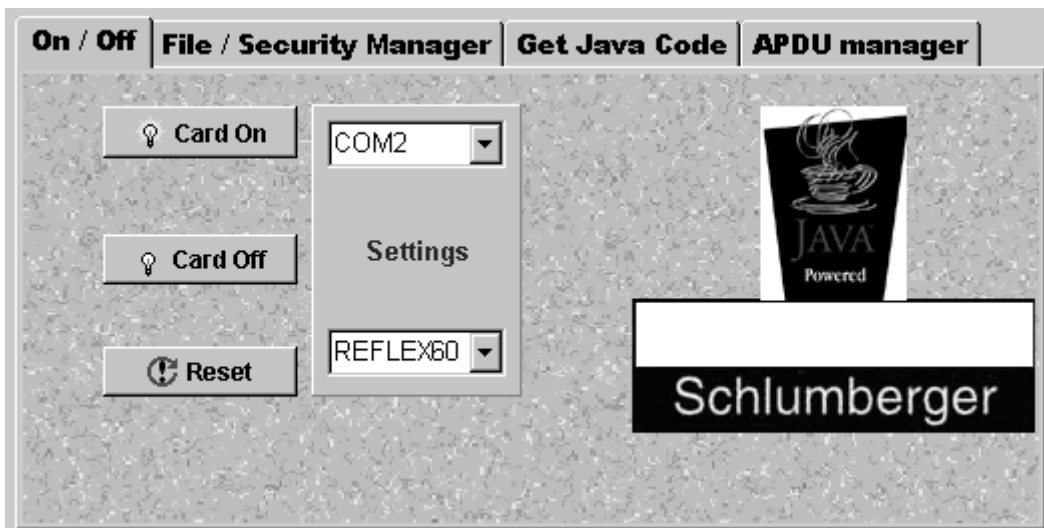 On / Off File / Security Manager Get Java Code APDU manager
Card On
COM2
Card Off
Settings
Reset
REFLEX60
JAVA
Powered
Schlumberger